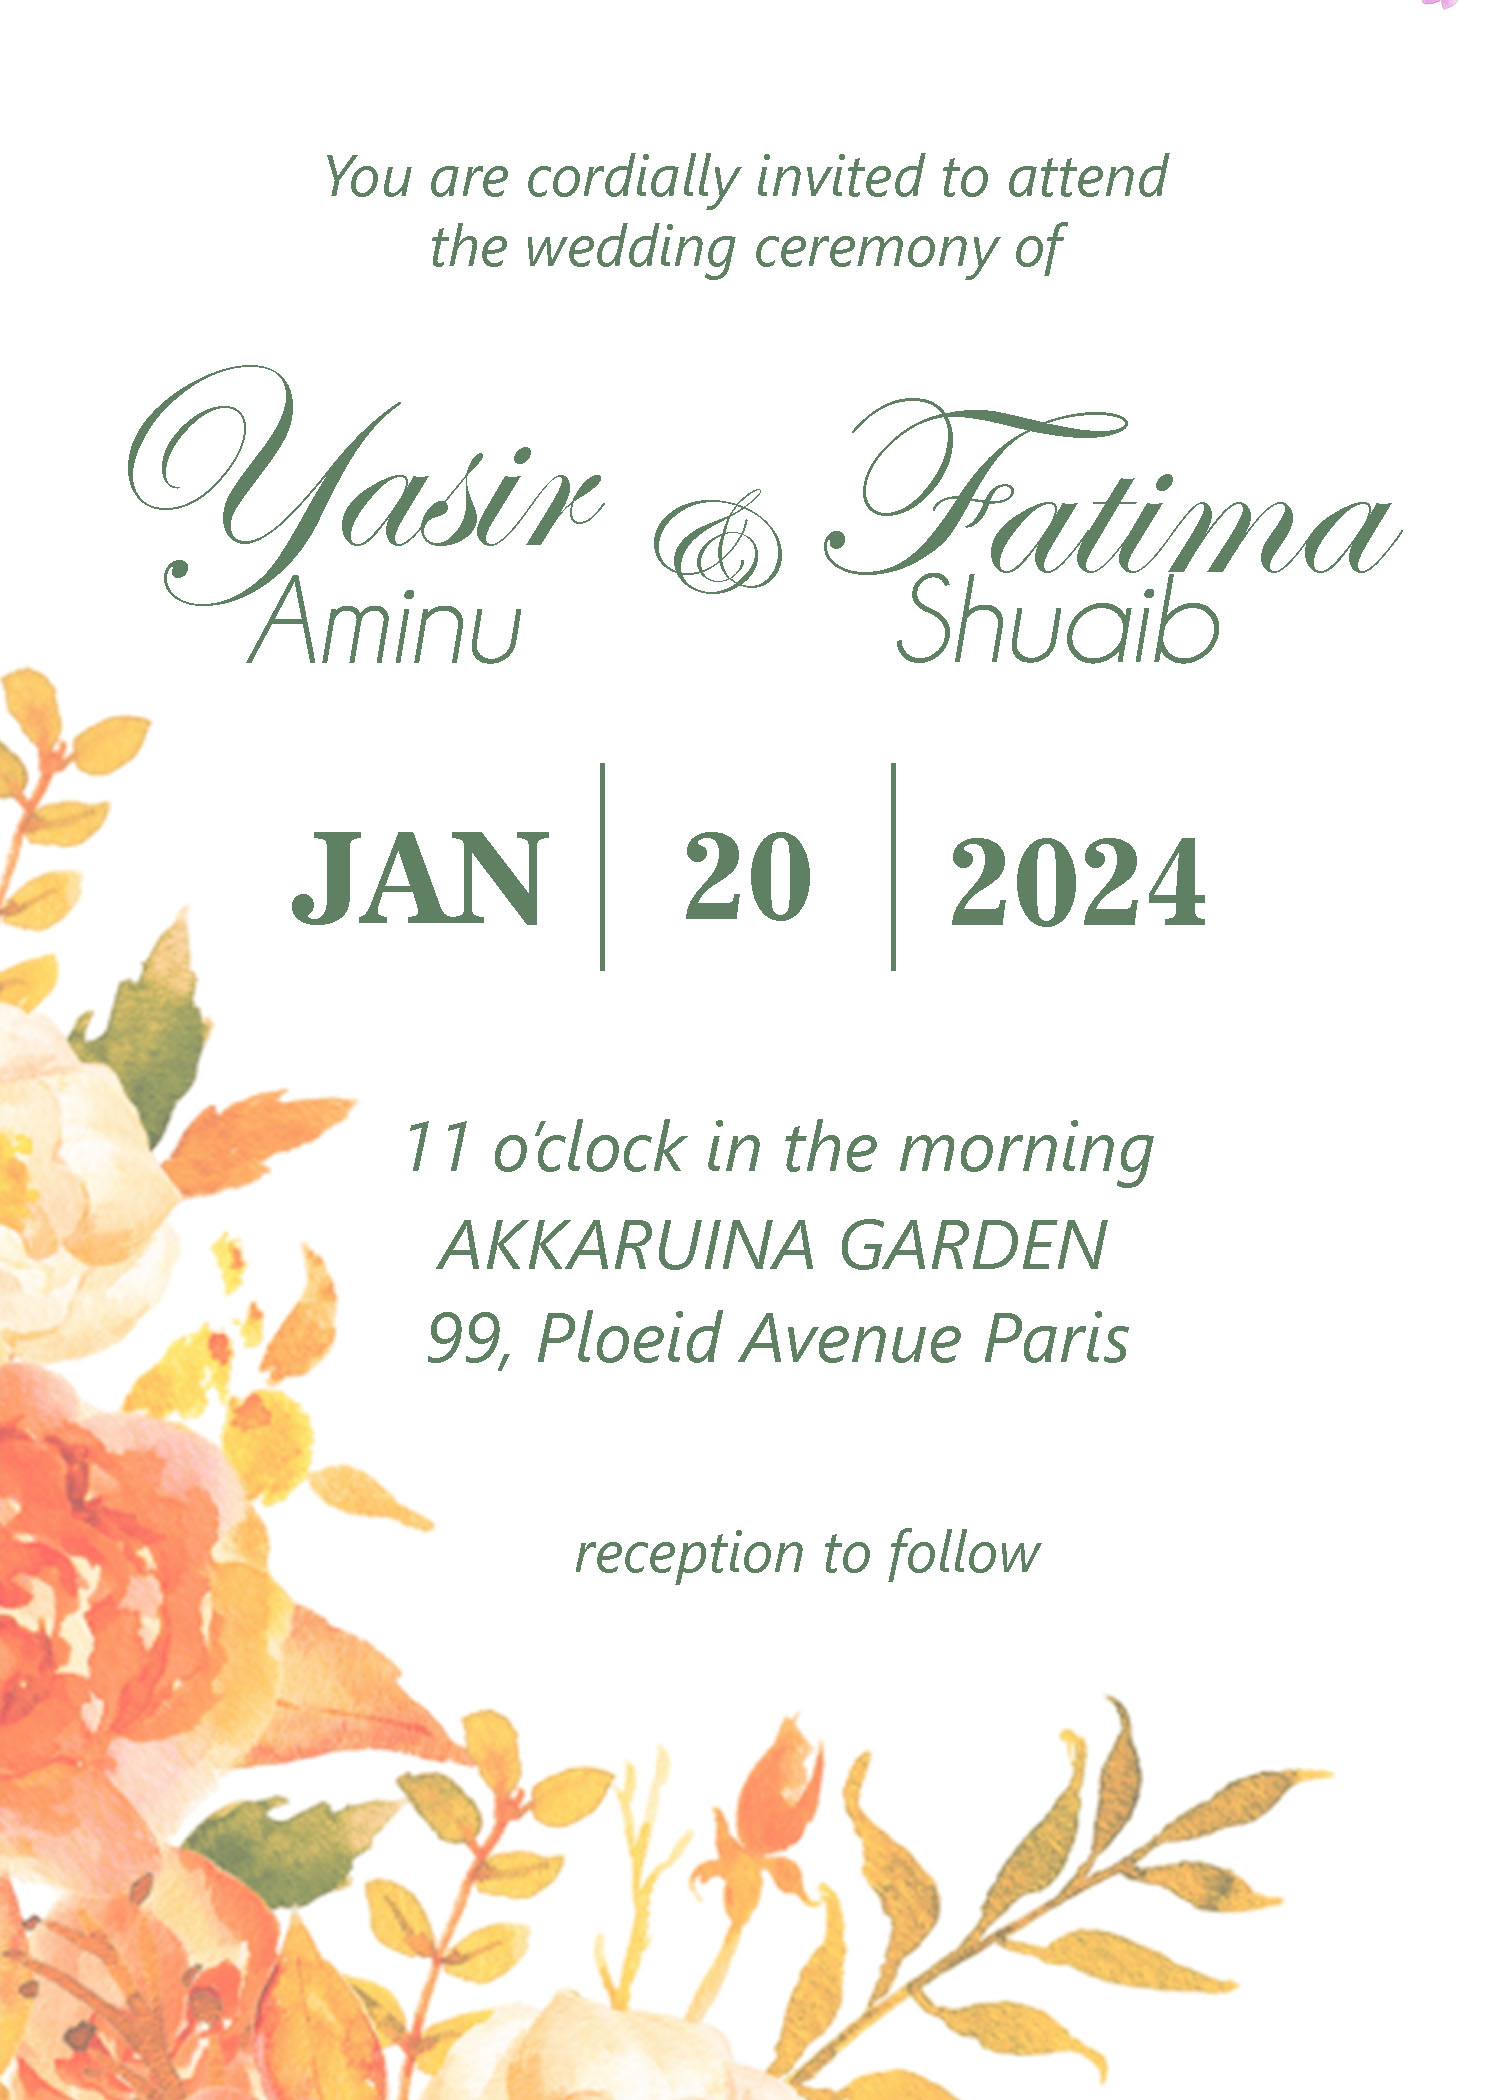 You are cordially invited to attend
the wedding ceremony of
Yasir & Fatima
Aminu Shuaib
JAN 20 2024
11 o’clock in the morning
AKKARUINA GARDEN
99, Ploeid Avenue Paris
reception to follow